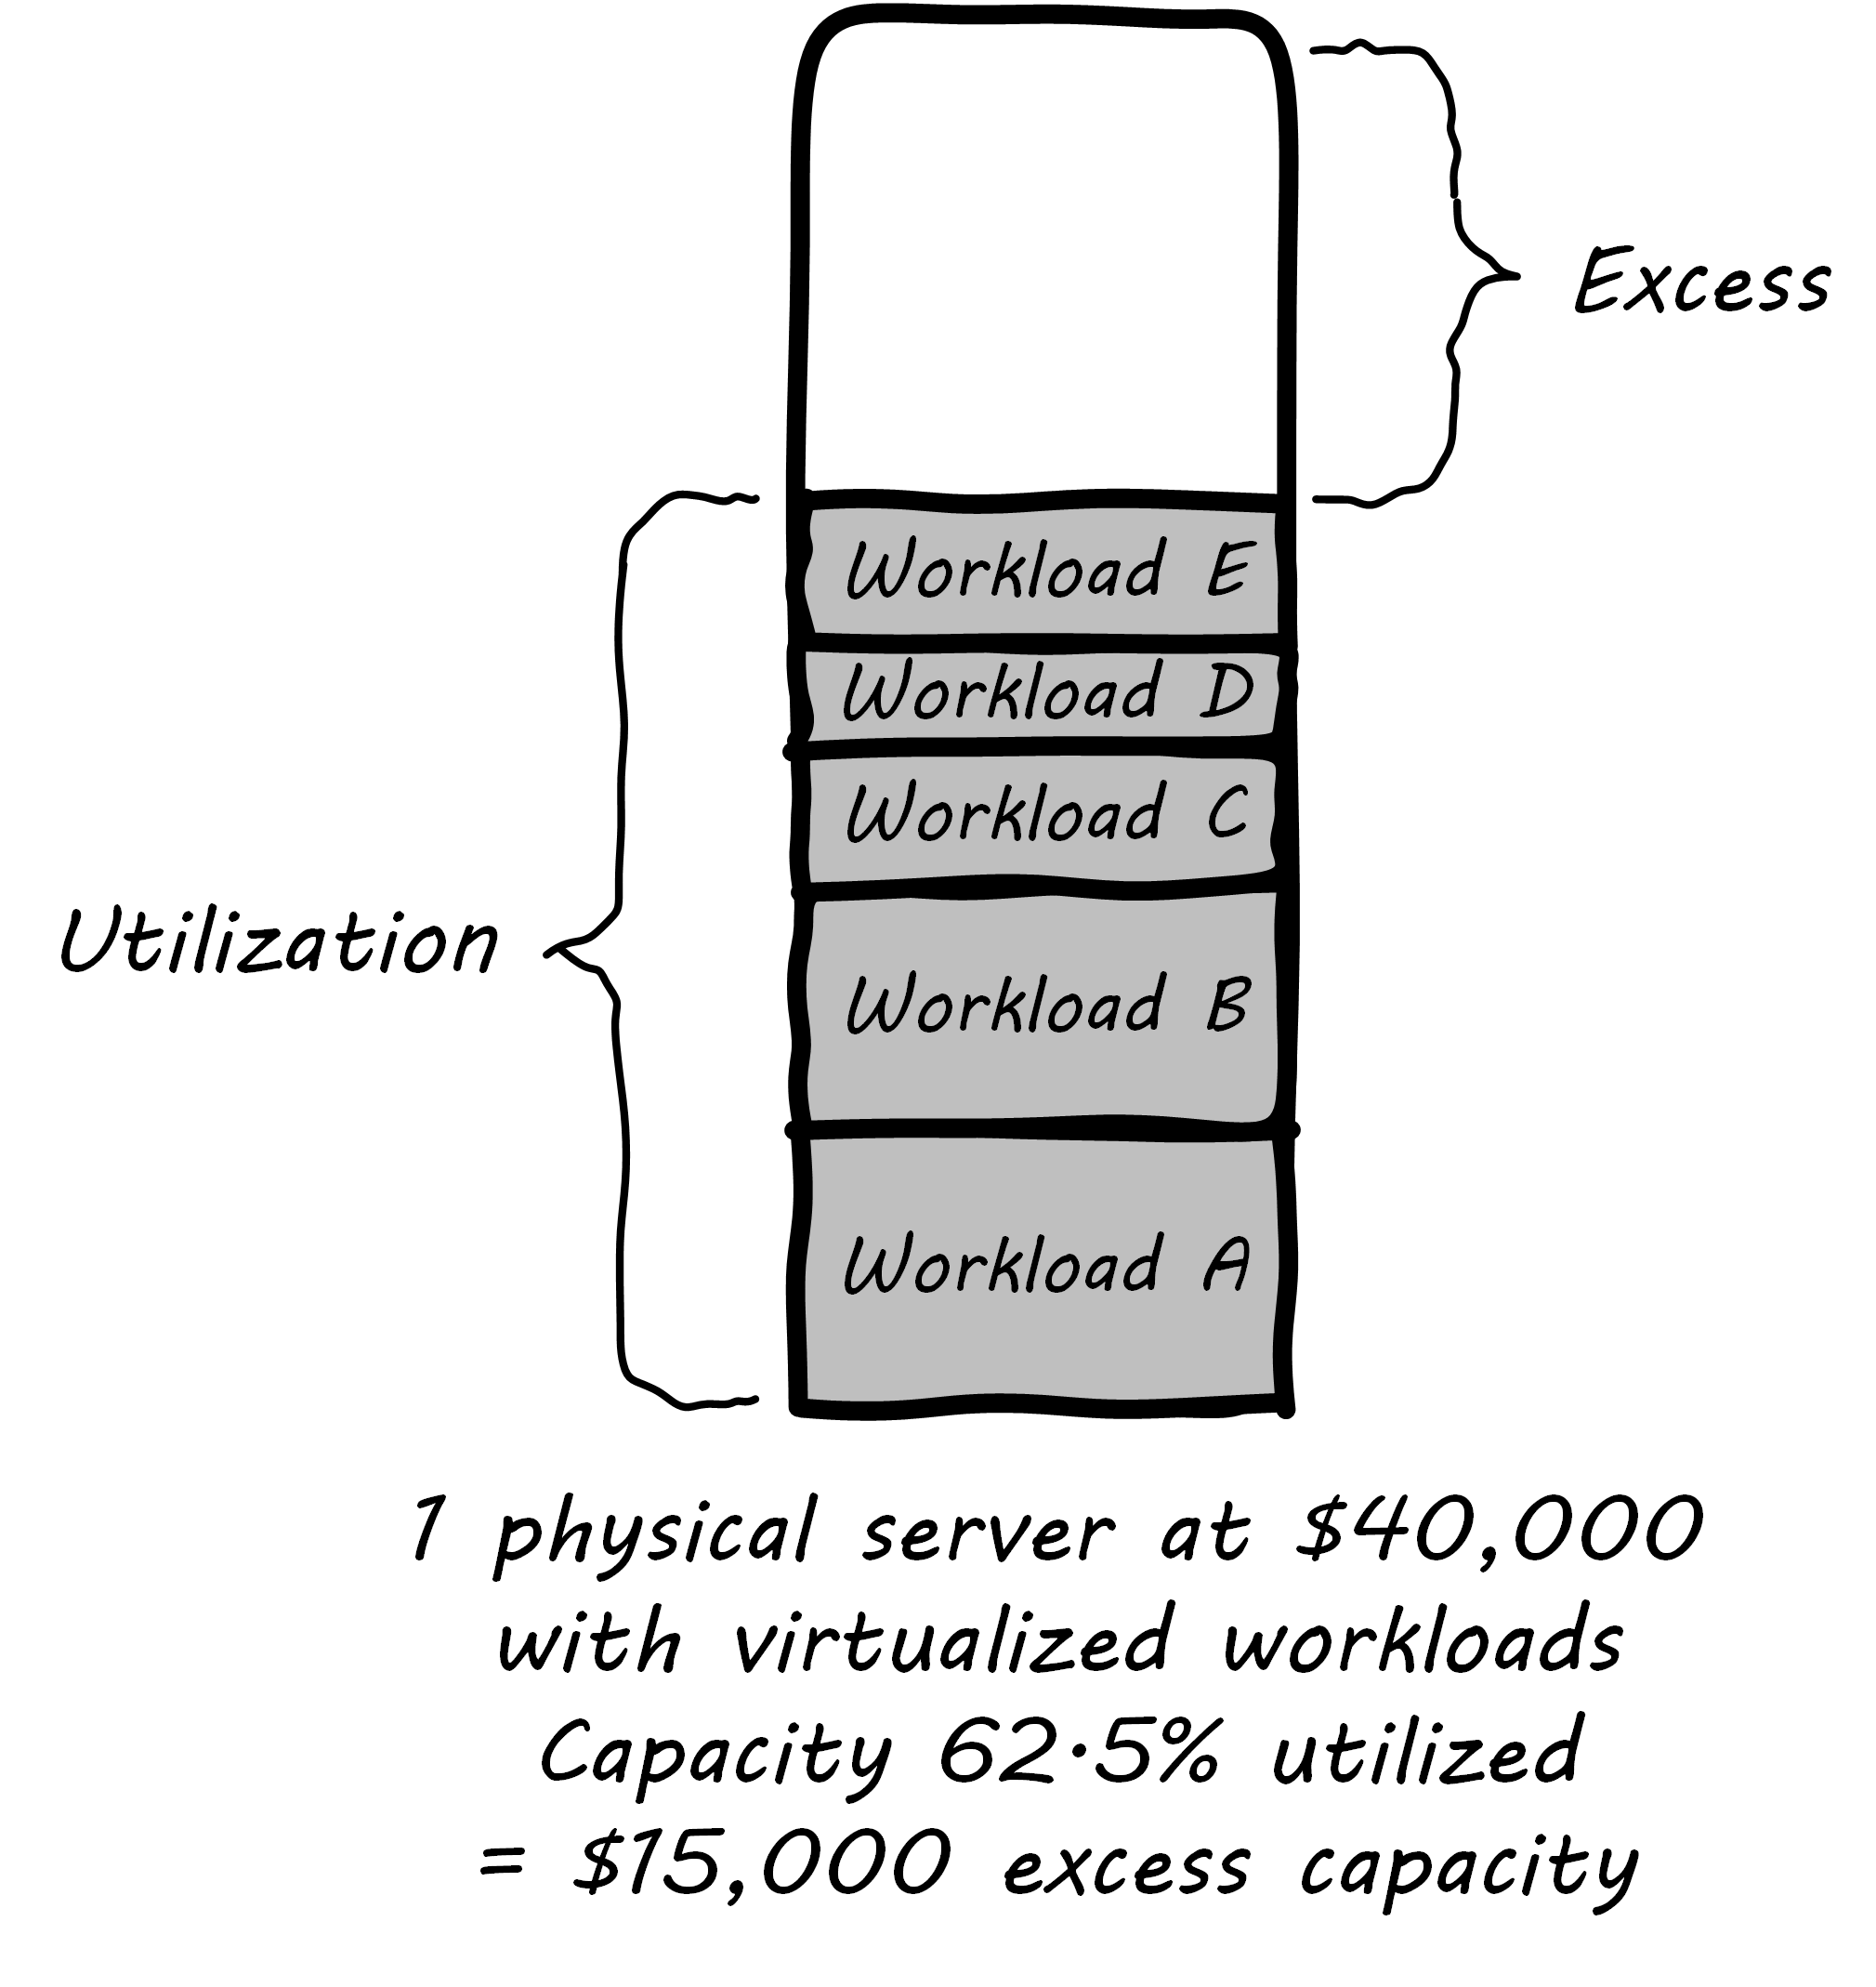 Excess
Workload E
Workload D
Workload C
Utilization
Workload B
Workload A
1 physical server at $40,000
with virtualized workloads
Capacity 62.5% utilized
= $15,000 excess capacity